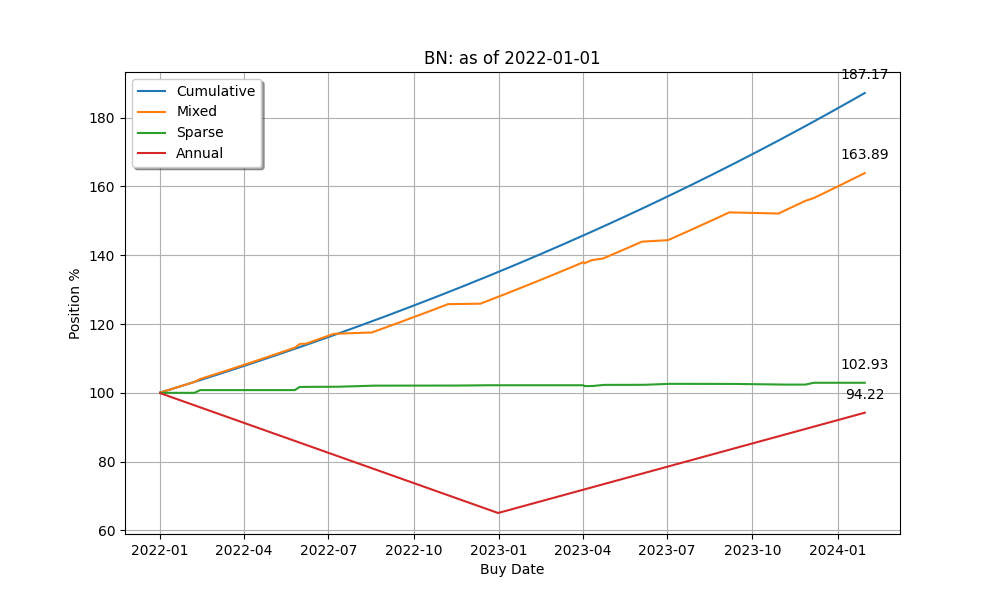 BN: as of 2022-01-01
187.17
Cumulative
Mixed
Sparse
Annual
163.89
102.93
94.22
180
160
140
120
100
80
60
Position %
2022-01 2022-04 2022-07 2022-10 2023-01 2023-04 2023-07 2023-10 2024-01
Buy Date